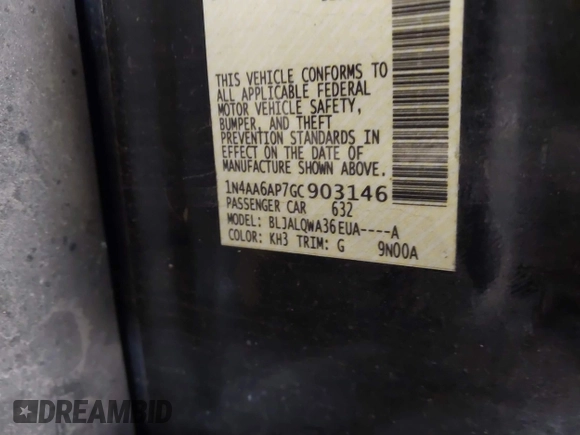 THIS VEHICLE CONFORMS TO
ALL APPLICABLE FEDERAL
MOTOR VEHICLE SAFETY,
BUMPER, AND THEFT
PREVENTION STANDARDS IN
EFFECT ON THE DATE OF
MANUFACTURE SHOWN ABOVE.
1N4AA6AP7GC903146
PASSENGER CAR 632
MODEL: BLJALQWA36EUA----A
COLOR: KH3 TRIM: G 9N00A
DREAMBID